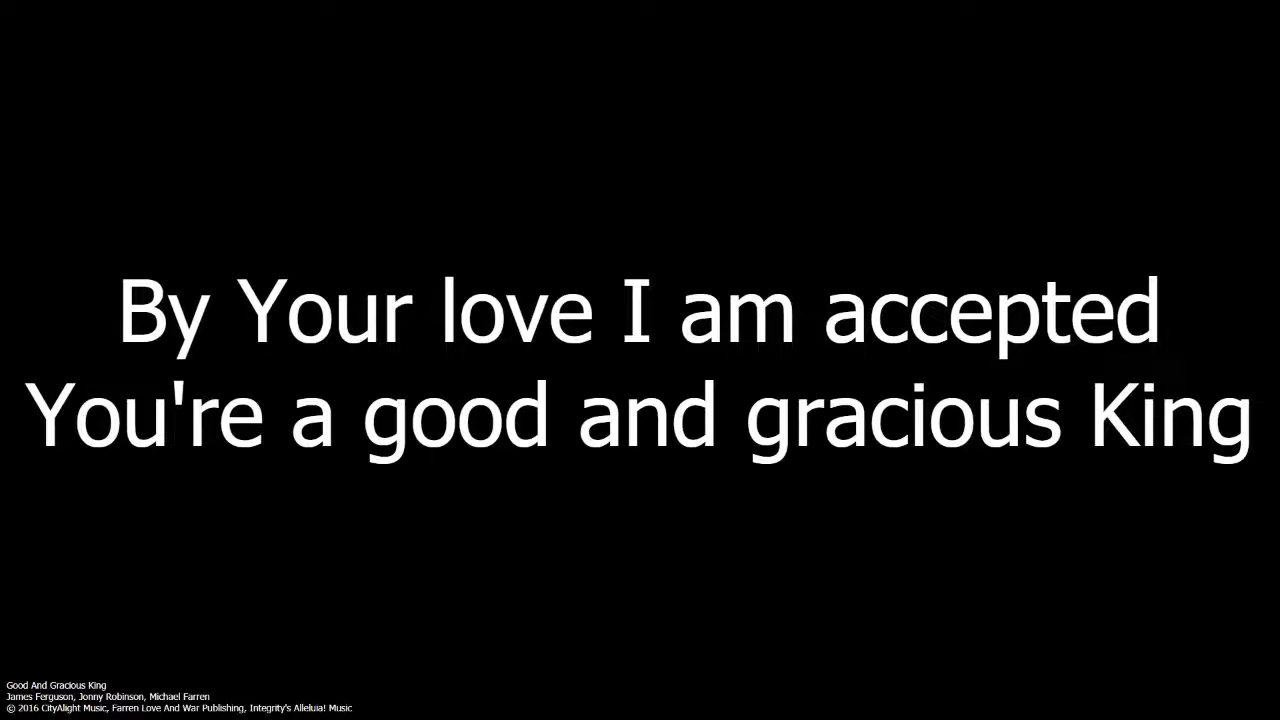 By Your love I am accepted
You're a good and gracious King
Good And Gracious King
James Ferguson, Jonny Robinson, Michael Farren
© 2016 CityAlight Music, Farren Love And War Publishing, Integrity's Alleluia! Music